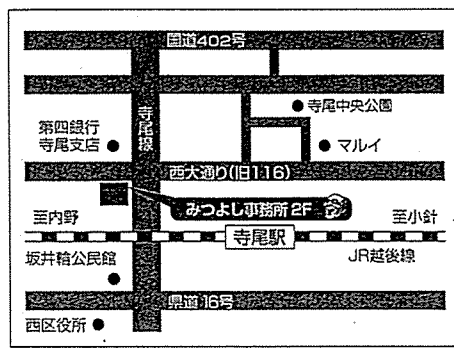 国道402号
寺尾線
寺尾中央公園
第四銀行
寺尾支店
マルイ
西大通り(旧116)
みつよし事務所2F
至内野
至小針
寺尾駅
坂井輪公民館
JR越後線
県道16号
西区役所